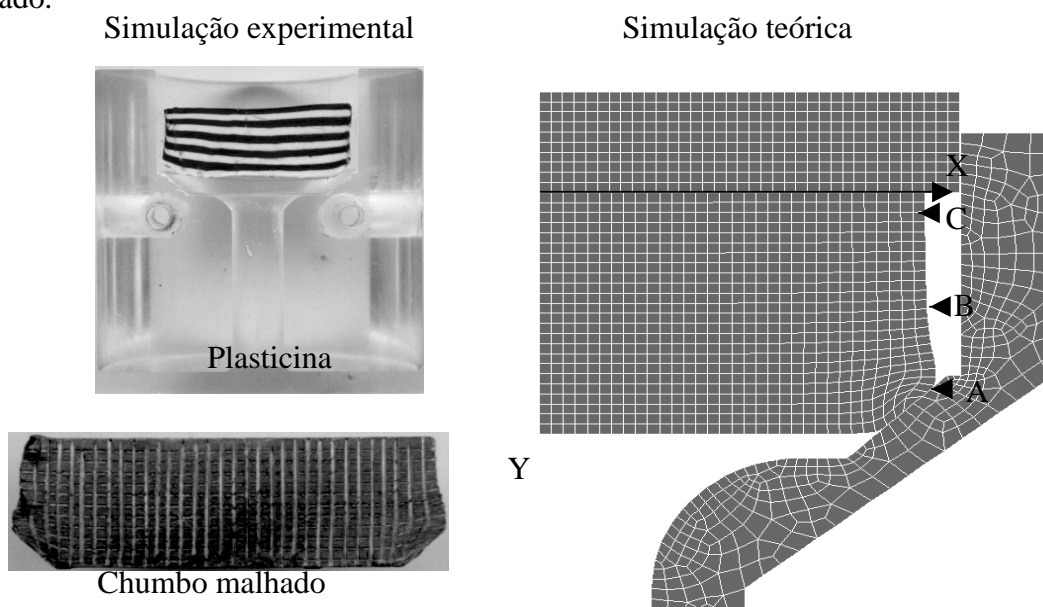 ado.
Simulação experimental
Simulação teórica
X
C
B
A
Plasticina
Y
Chumbo malhado